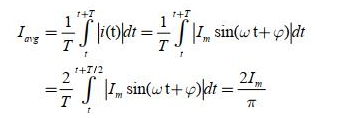 I_avg = 1/T ∫_t^{t+T} |i(t)|dt = 1/T ∫_t^{t+T} |I_m sin(ωt+φ)|dt
= 2/T ∫_t^{t+T/2} |I_m sin(ωt+φ)|dt = 2I_m/π